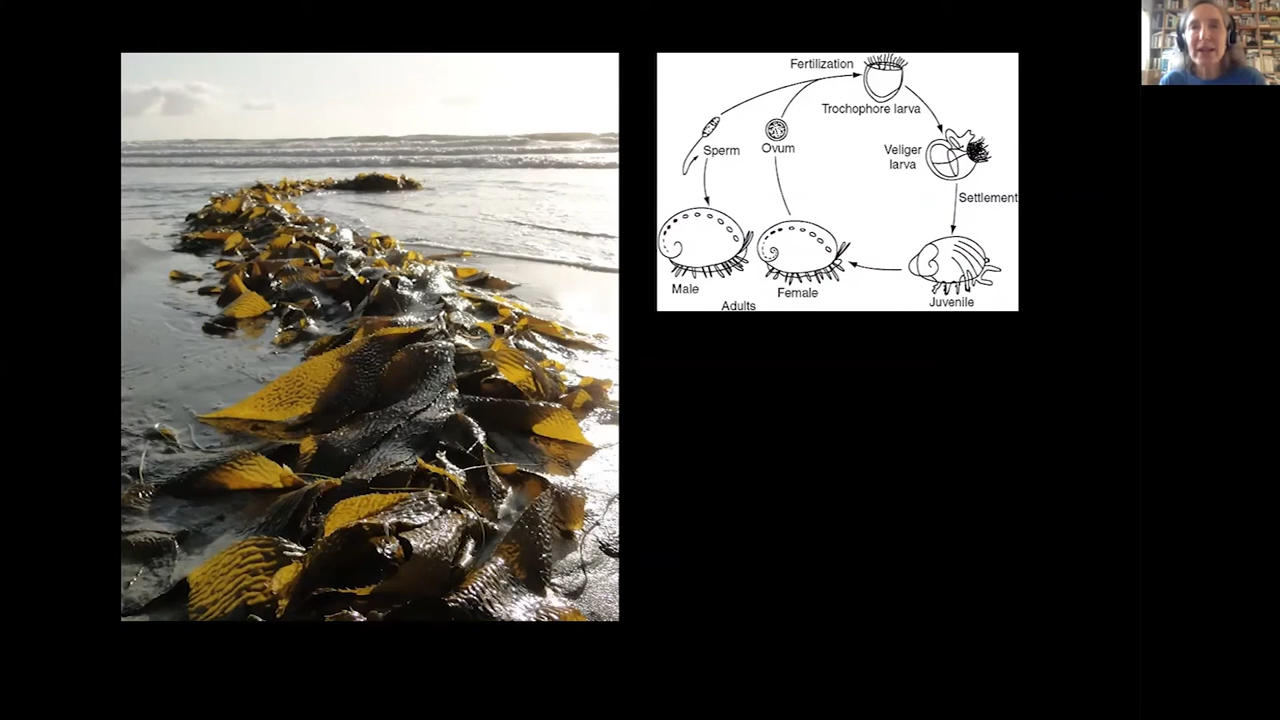 Fertilization
Trochophore larva
Sperm
Ovum
Veliger
larva
Settlement
Male
Female
Juvenile
Adults